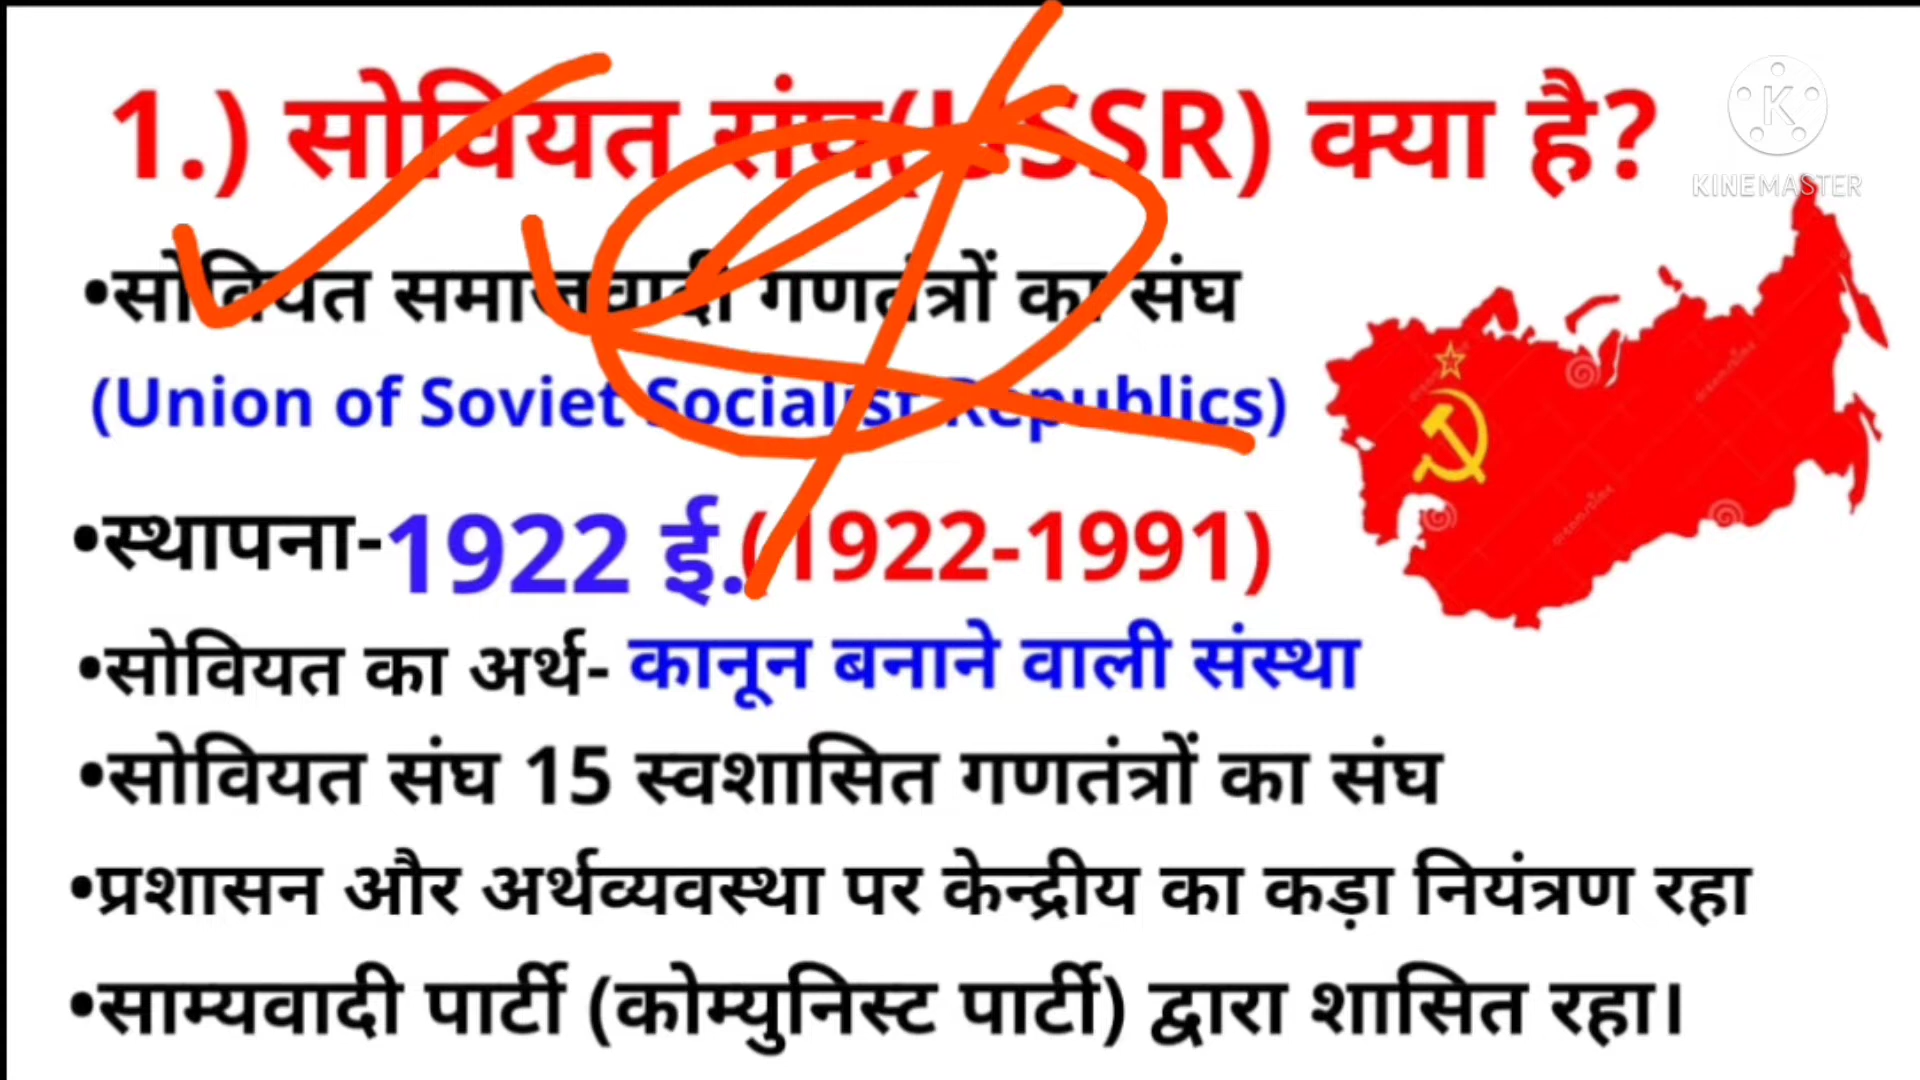 1.) सोवियत संघ(USSR) क्या है?
K
KINEMASTER
•सोवियत समाजवादी गणतंत्रों का संघ
(Union of Soviet Socialist Republics)
•स्थापना-1922 ई.(1922-1991)
•सोवियत का अर्थ- कानून बनाने वाली संस्था
•सोवियत संघ 15 स्वशासित गणतंत्रों का संघ
•प्रशासन और अर्थव्यवस्था पर केन्द्रीय का कड़ा नियंत्रण रहा
•साम्यवादी पार्टी (कोम्युनिस्ट पार्टी) द्वारा शासित रहा।